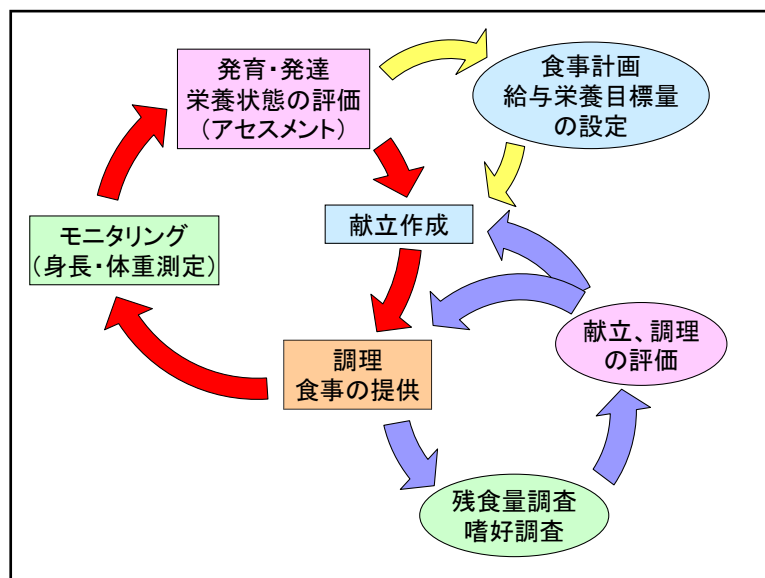 発育・発達
栄養状態の評価
(アセスメント)
食事計画
給与栄養目標量
の設定
献立作成
モニタリング
(身長・体重測定)
献立、調理
の評価
調理
食事の提供
残食量調査
嗜好調査